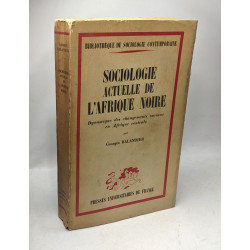 BIBLIOTHÈQUE DE SOCIOLOGIE CONTEMPORAINE
SOCIOLOGIE
ACTUELLE DE
L'AFRIQUE NOIRE
Dynamique des changements sociaux
en Afrique centrale
par
Georges BALANDIER
PRESSES UNIVERSITAIRES DE FRANCE